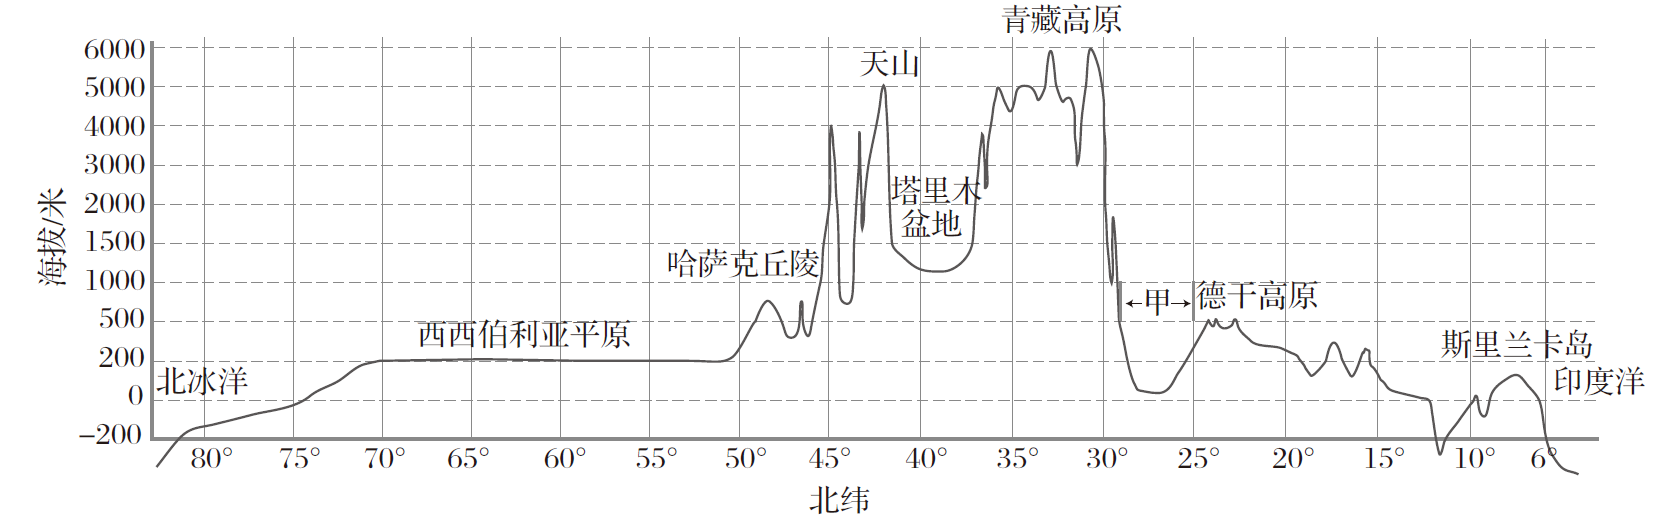 青藏高原
天山
6000
5000
4000
3000
2000
1500
1000
500
200
0
-200
海拔/米
塔里木
盆地
哈萨克丘陵
←甲→
德干高原
西西伯利亚平原
斯里兰卡岛
北冰洋
印度洋
80° 75° 70° 65° 60° 55° 50° 45° 40° 35° 30° 25° 20° 15° 10° 6°
北纬